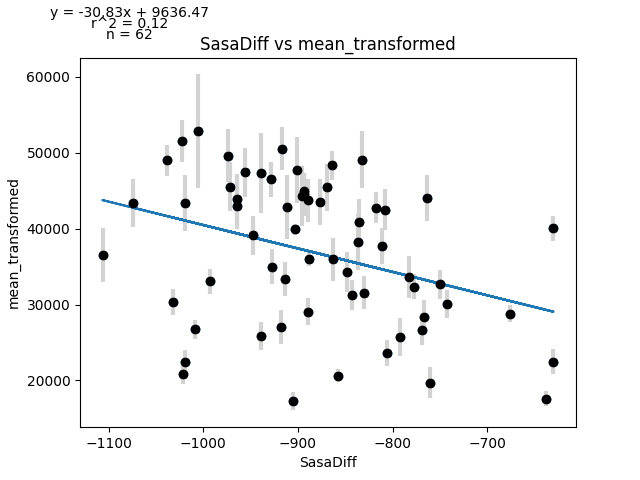 y = -30.83x + 9636.47
r^2 = 0.12
n = 62
SasaDiff vs mean_transformed
60000
50000
40000
30000
20000
mean_transformed
−1100 −1000 −900 −800 −700
SasaDiff